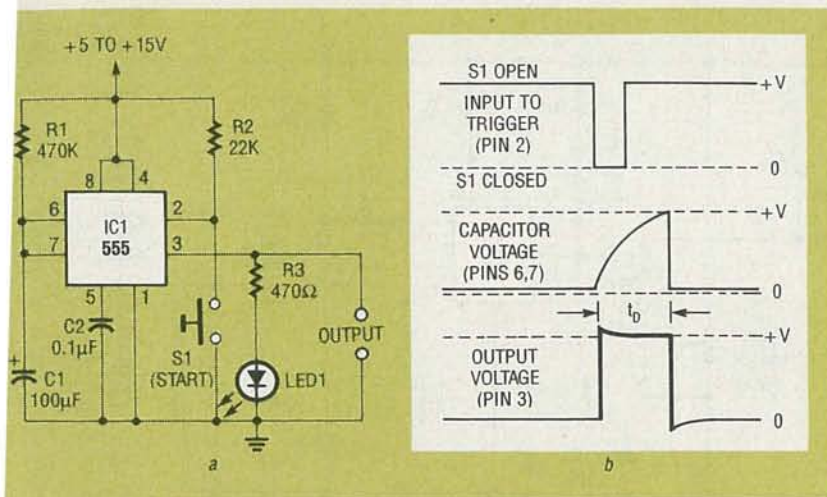 +5 TO +15V
R1
470K
R2
22K
8
4
6
2
IC1
555
7
3
R3
470Ω
5
1
C2
0.1µF
S1
(START)
OUTPUT
LED1
+
C1
100µF
a
S1 OPEN
+V
INPUT TO
TRIGGER
(PIN 2)
0
S1 CLOSED
+V
CAPACITOR
VOLTAGE
(PINS 6,7)
0
tD
+V
OUTPUT
VOLTAGE
(PIN 3)
0
b